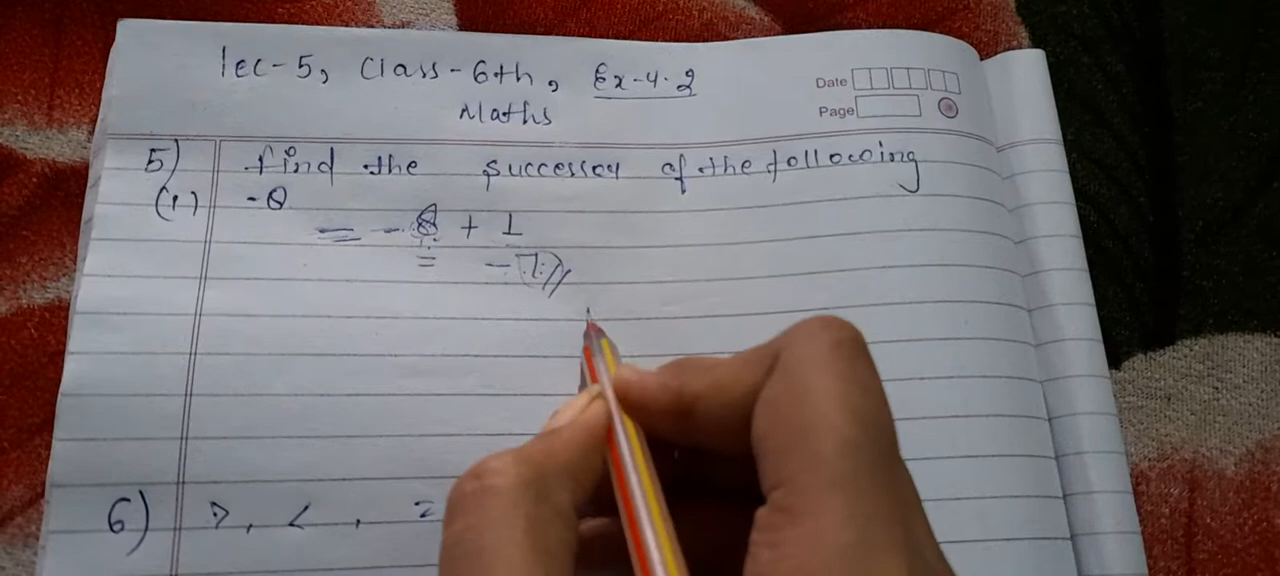 lec-5, Class-6th, Ex-4.2
Maths
Date
Page
5) find the successor of the following
(1) -8
= -8 + 1
= -7 //
6) >, <, =